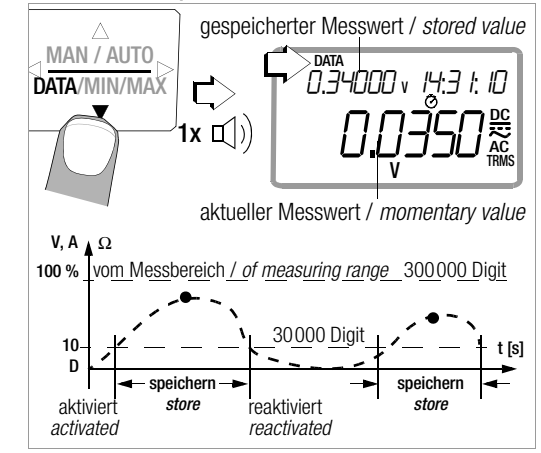 gespeicherter Messwert / stored value
MAN / AUTO
DATA/MIN/MAX
DATA
0.34000 V 14:31:10
1x
0.0350
V
DC
AC
TRMS
aktueller Messwert / momentary value
V, A Ω
100 % vom Messbereich / of measuring range 300000 Digit
10 30000 Digit t [s]
D
speichern speichern
store store
aktiviert reaktiviert
activated reactivated